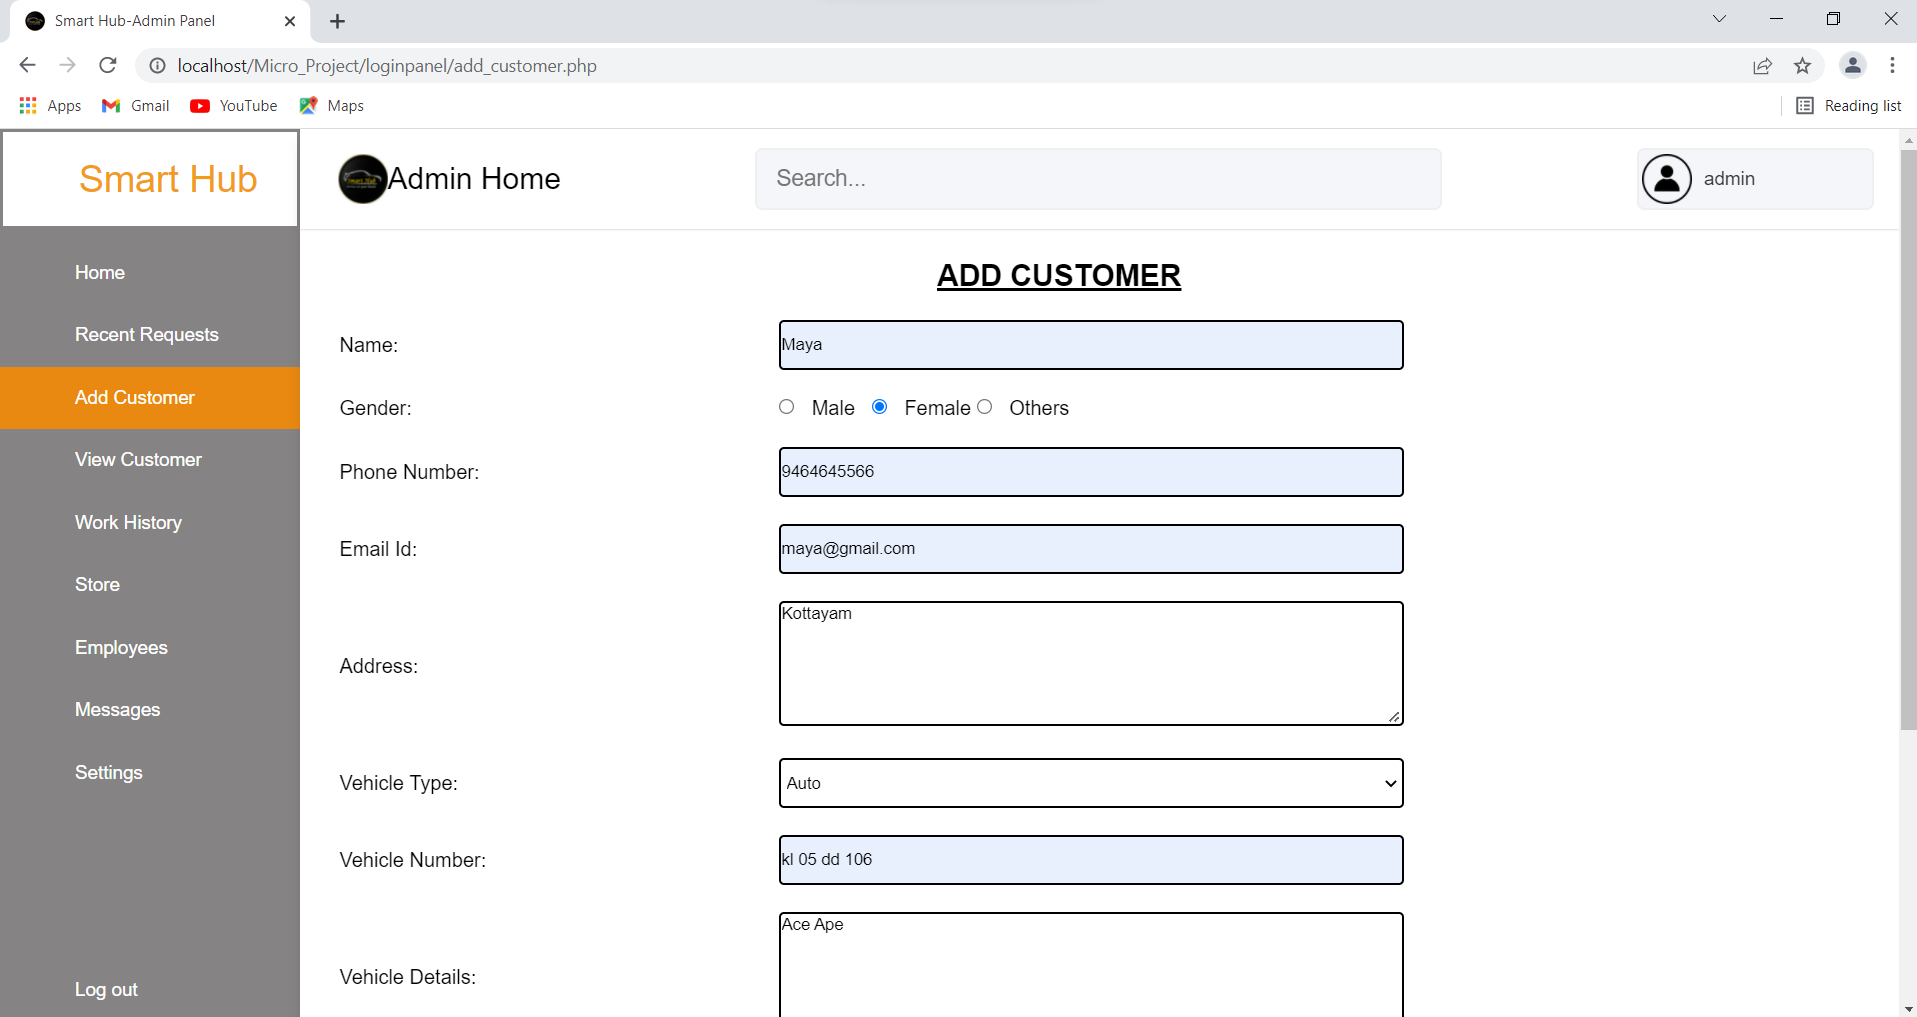 Smart Hub-Admin Panel
localhost/Micro_Project/loginpanel/add_customer.php
Apps Gmail YouTube Maps Reading list
Smart Hub
Admin Home
Search...
admin
Home
Recent Requests
Add Customer
View Customer
Work History
Store
Employees
Messages
Settings
Log out
ADD CUSTOMER
Name: Maya
Gender: Male Female Others
Phone Number: 9464645566
Email Id: maya@gmail.com
Address: Kottayam
Vehicle Type: Auto
Vehicle Number: kl 05 dd 106
Vehicle Details: Ace Ape